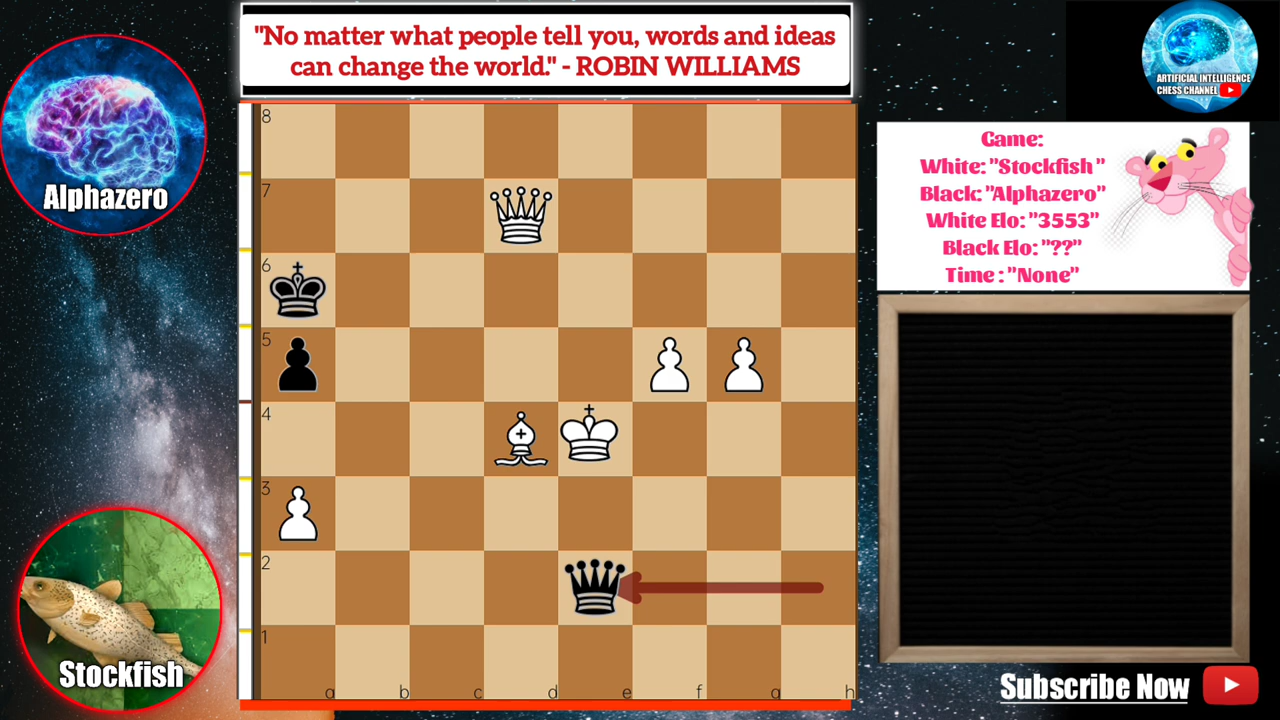 "No matter what people tell you, words and ideas
can change the world." - ROBIN WILLIAMS
ARTIFICIAL INTELLIGENCE
CHESS CHANNEL
Alphazero
Game:
White: "Stockfish"
Black: "Alphazero"
White Elo: "3553"
Black Elo: "??"
Time : "None"
8
7
6
5
4
3
2
1
a b c d e f g h
Stockfish
Subscribe Now